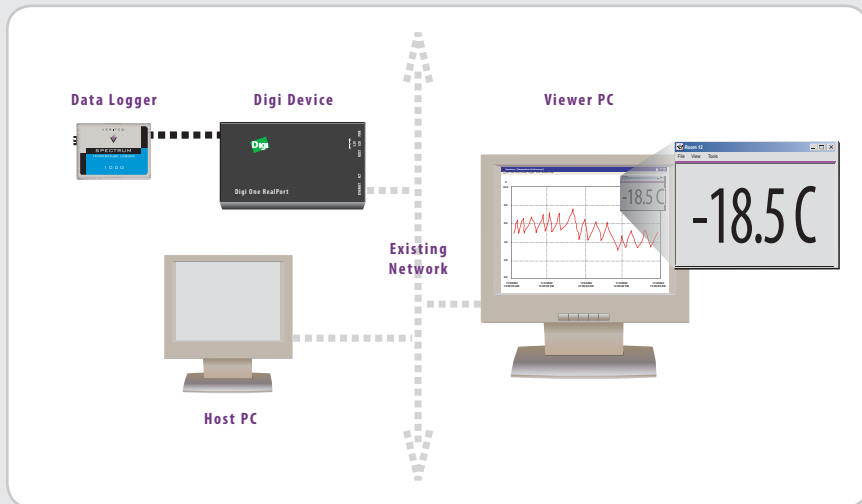 Data Logger
Digi Device
Viewer PC
VERITEQ
SPECTRUM
1000
Digi
Digi One RealPort
Room 12
File View Tools
-18.5 C
-18.5 C
Existing
Network
Host PC